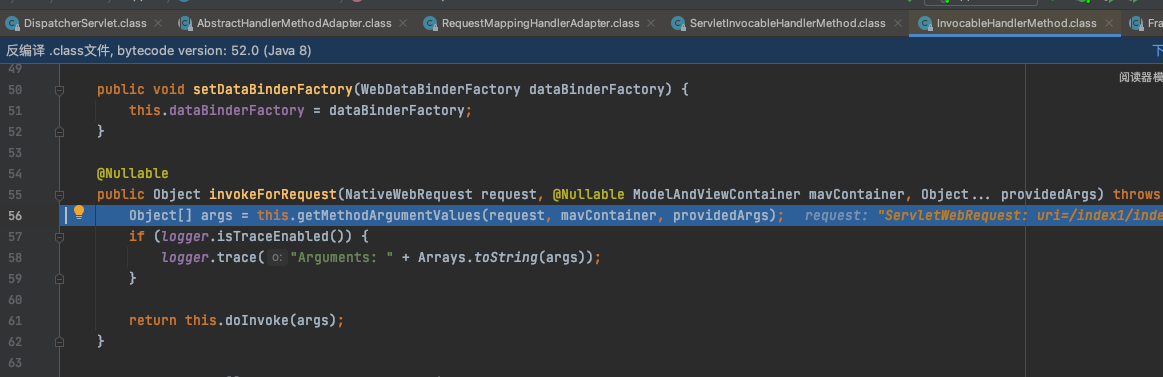 DispatcherServlet.class AbstractHandlerMethodAdapter.class RequestMappingHandlerAdapter.class ServletInvocableHandlerMethod.class InvocableHandlerMethod.class Fra
反编译 .class文件, bytecode version: 52.0 (Java 8) 下
49 阅读器模
50 public void setDataBinderFactory(WebDataBinderFactory dataBinderFactory) {
51 this.dataBinderFactory = dataBinderFactory;
52 }
53
54 @Nullable
55 public Object invokeForRequest(NativeWebRequest request, @Nullable ModelAndViewContainer mavContainer, Object... providedArgs) throws
56 Object[] args = this.getMethodArgumentValues(request, mavContainer, providedArgs); request: "ServletWebRequest: uri=/index1/inde
57 if (logger.isTraceEnabled()) {
58 logger.trace( o: "Arguments: " + Arrays.toString(args));
59 }
60
61 return this.doInvoke(args);
62 }
63